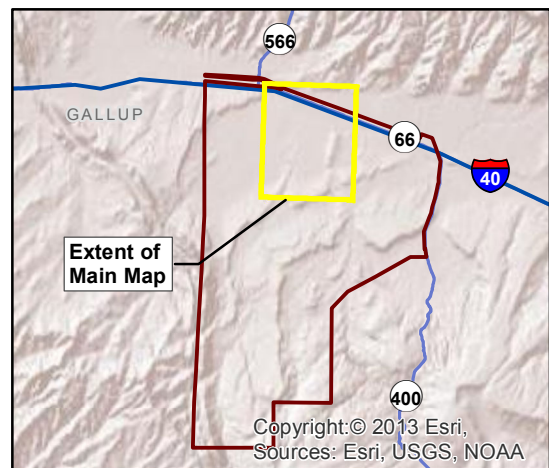 566
GALLUP
66
40
Extent of
Main Map
400
Copyright:© 2013 Esri,
Sources: Esri, USGS, NOAA